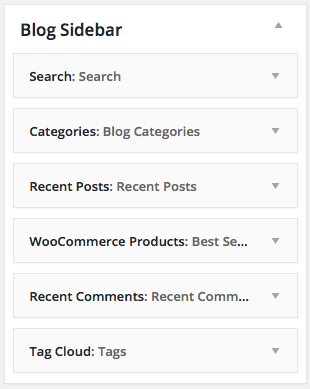 Blog Sidebar
Search: Search
Categories: Blog Categories
Recent Posts: Recent Posts
WooCommerce Products: Best Se...
Recent Comments: Recent Comm...
Tag Cloud: Tags